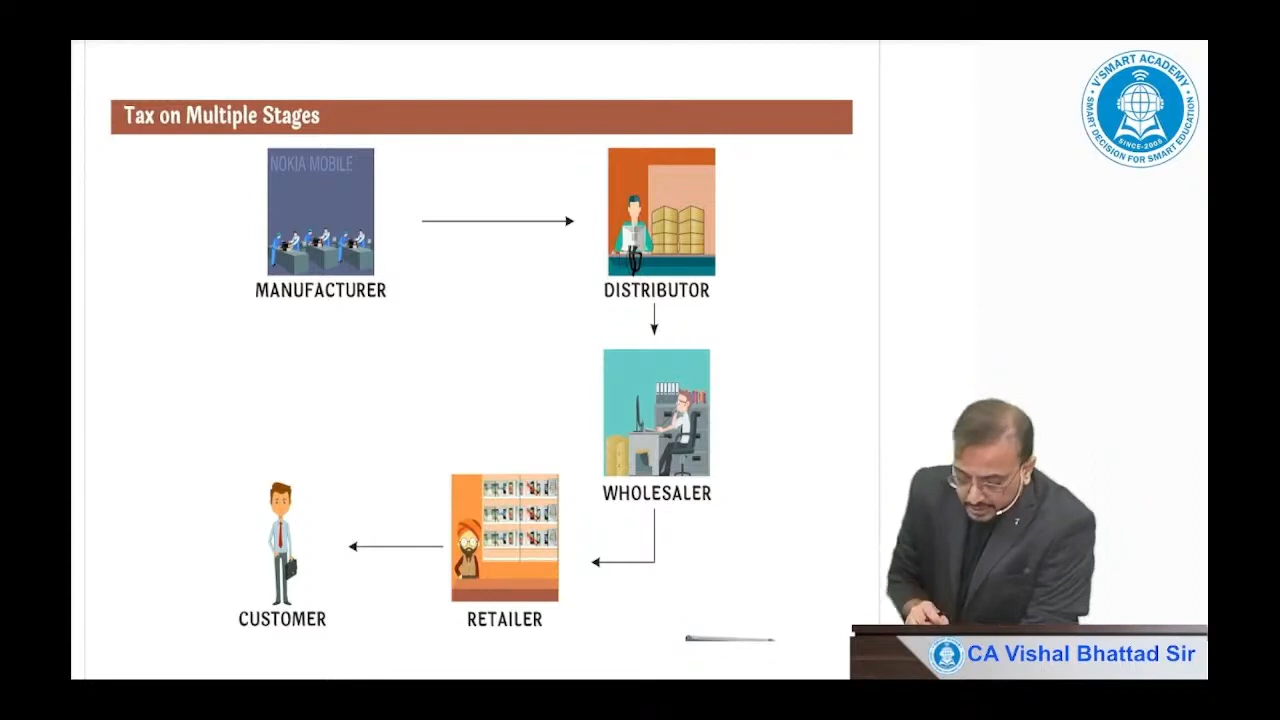 Tax on Multiple Stages
NOKIA MOBILE
MANUFACTURER
DISTRIBUTOR
WHOLESALER
CUSTOMER
RETAILER
V'SMART ACADEMY
SMART DECISION FOR SMART EDUCATION
SINCE-2005
CA Vishal Bhattad Sir